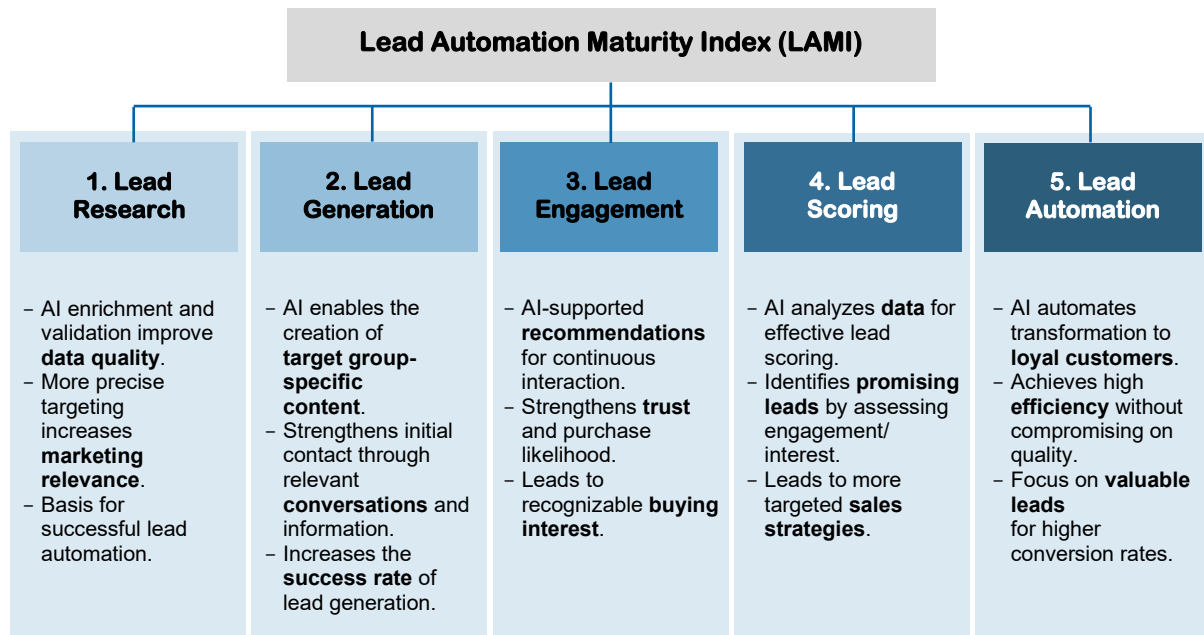 Lead Automation Maturity Index (LAMI)
1. Lead
Research
– AI enrichment and
validation improve
data quality.
– More precise
targeting
increases
marketing
relevance.
– Basis for
successful lead
automation.
2. Lead
Generation
– AI enables the
creation of
target group-
specific
content.
– Strengthens initial
contact through
relevant
conversations and
information.
– Increases the
success rate of
lead generation.
3. Lead
Engagement
– AI-supported
recommendations
for continuous
interaction.
– Strengthens trust
and purchase
likelihood.
– Leads to
recognizable buying
interest.
4. Lead
Scoring
– AI analyzes data for
effective lead
scoring.
– Identifies promising
leads by assessing
engagement/
interest.
– Leads to more
targeted sales
strategies.
5. Lead
Automation
– AI automates
transformation to
loyal customers.
– Achieves high
efficiency without
compromising on
quality.
– Focus on valuable
leads
for higher
conversion rates.